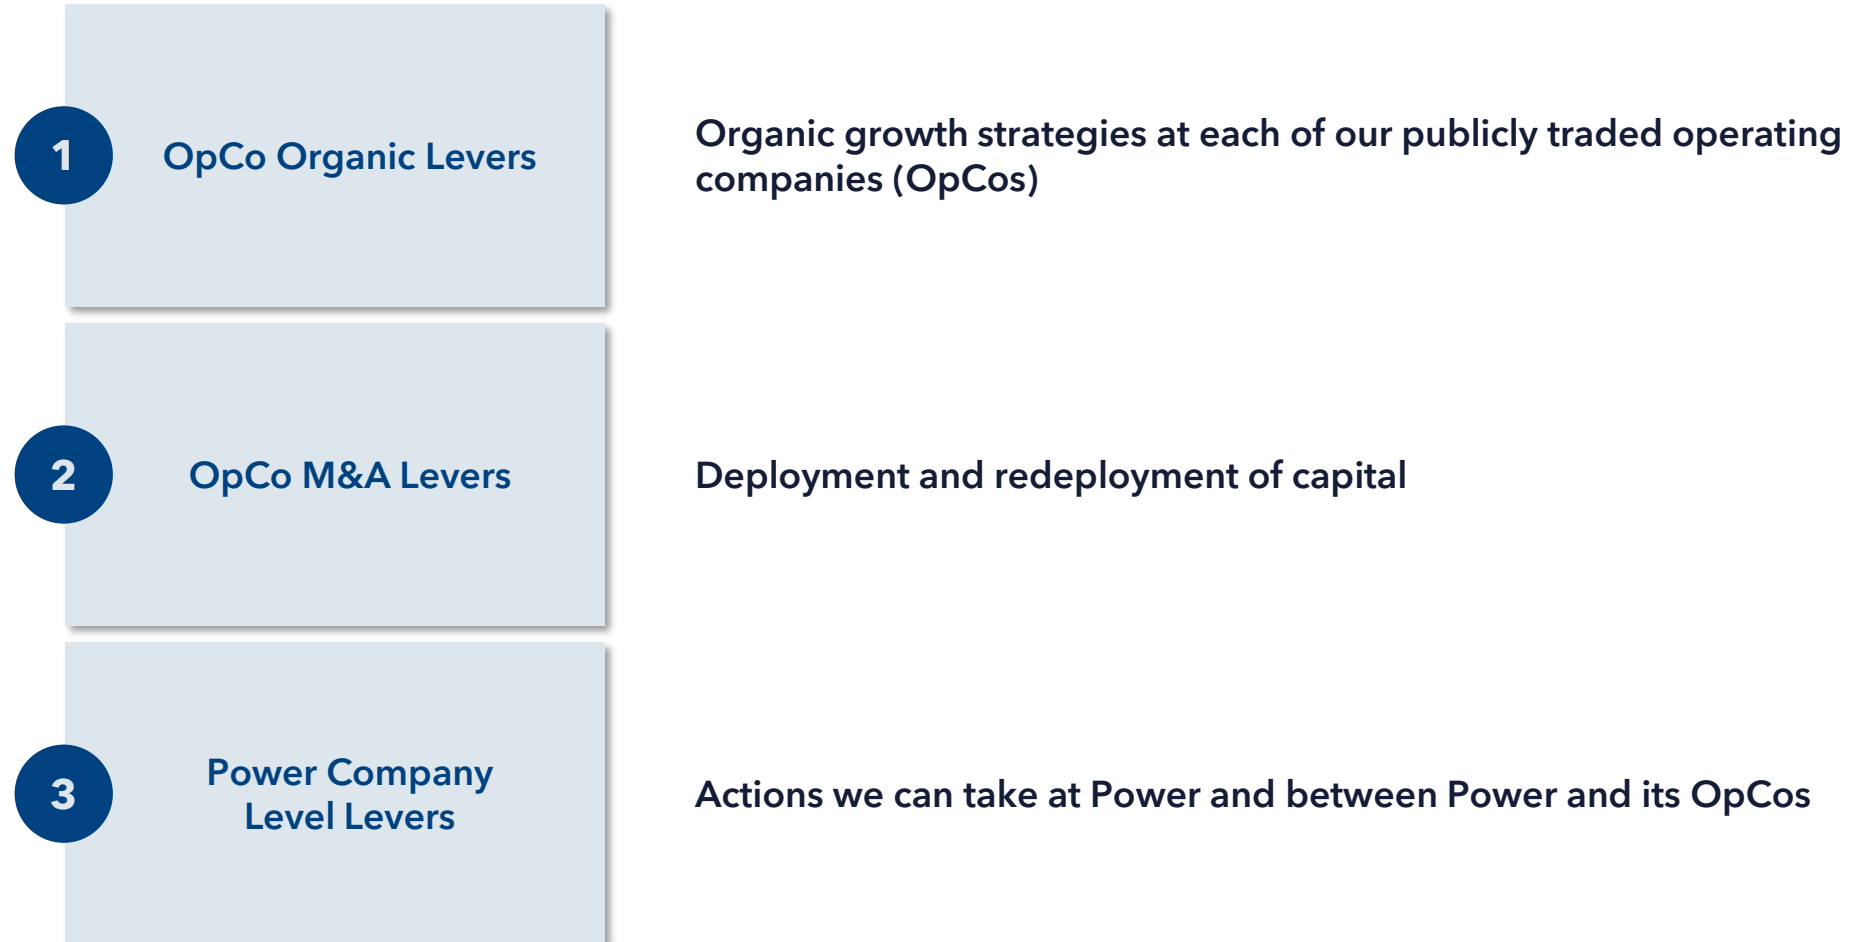 1
OpCo Organic Levers
Organic growth strategies at each of our publicly traded operating
companies (OpCos)
2
OpCo M&A Levers
Deployment and redeployment of capital
3
Power Company
Level Levers
Actions we can take at Power and between Power and its OpCos